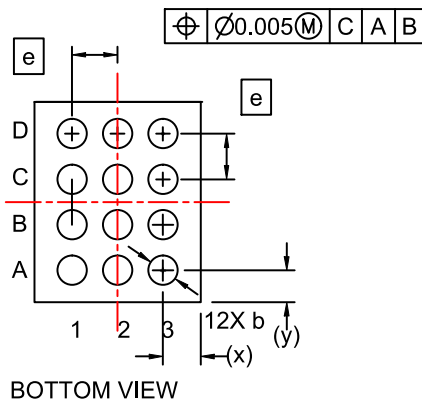 ⌖ Ø0.005Ⓜ C A B
e
e
D
C
B
A
1 2 3
12X b
(y)
(x)
BOTTOM VIEW